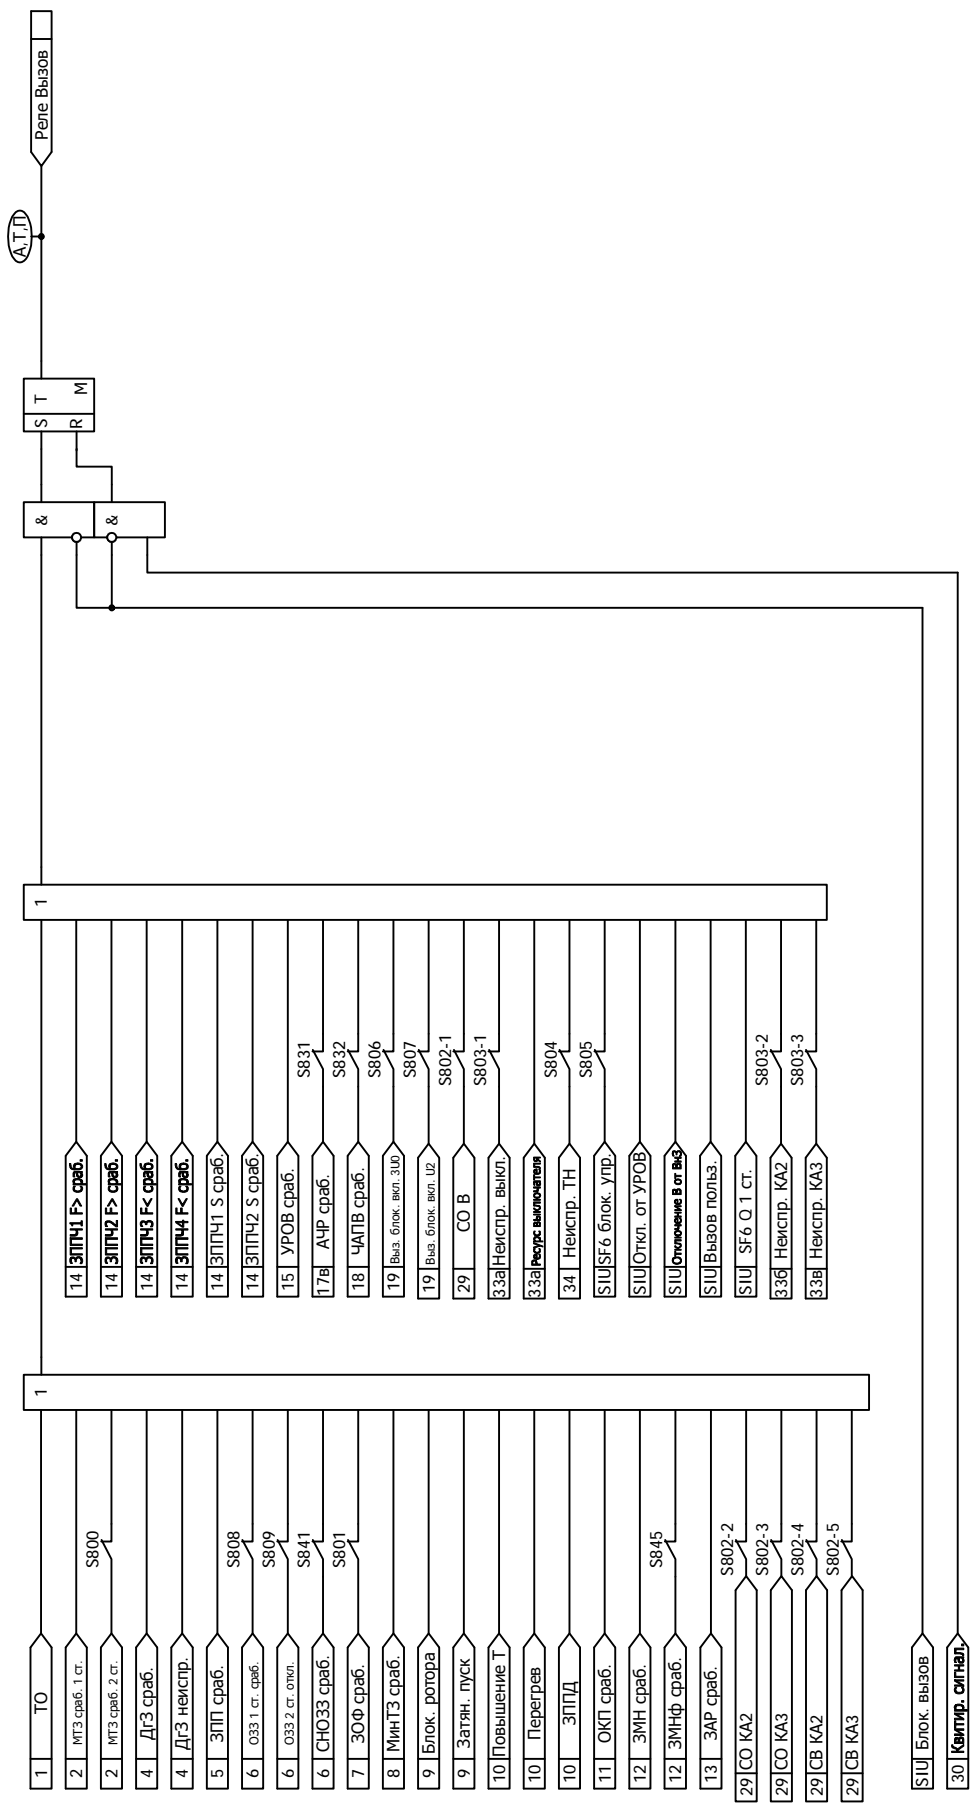 1 ТО
2 МТЗ сраб. 1 ст.
2 МТЗ сраб. 2 ст.
S800
4 ДгЗ сраб.
4 ДгЗ неиспр.
5 ЗПП сраб.
6 ОЗЗ 1 ст. сраб.
S808
6 ОЗЗ 2 ст. откл.
S809
6 СНОЗЗ сраб.
S841
7 ЗОФ сраб.
S801
8 МинТЗ сраб.
9 Блок. ротора
9 Затян. пуск
10 Повышение Т
10 Перегрев
10 ЗППД
11 ОКП сраб.
12 ЗМН сраб.
12 ЗМНф сраб.
S845
13 ЗАР сраб.
29 СО КА2
S802-2
29 СО КА3
S802-3
29 СВ КА2
S802-4
29 СВ КА3
S802-5
SIU Блок. вызов
30 Квитир. сигнал.
1
14 ЗППЧ1 F> сраб.
14 ЗППЧ2 F> сраб.
14 ЗППЧ3 F< сраб.
14 ЗППЧ4 F< сраб.
14 ЗППЧ1 S сраб.
14 ЗППЧ2 S сраб.
15 УРОВ сраб.
17в АЧР сраб.
S831
18 ЧАПВ сраб.
S832
19 Выз. блок. вкл. 3U0
S806
19 Выз. блок. вкл. U2
S807
29 СО В
S802-1
33а Неиспр. выкл.
S803-1
33а Ресурс выключателя
34 Неиспр. ТН
S804
SIU SF6 блок. упр.
S805
SIU Откл. от УРОВ
SIU Отключение В от ВнЗ
SIU Вызов польз.
SIU SF6 Q 1 ст.
33б Неиспр. КА2
S803-2
33в Неиспр. КА3
S803-3
1
&
&
S T
R M
А,Т,П
Реле Вызов